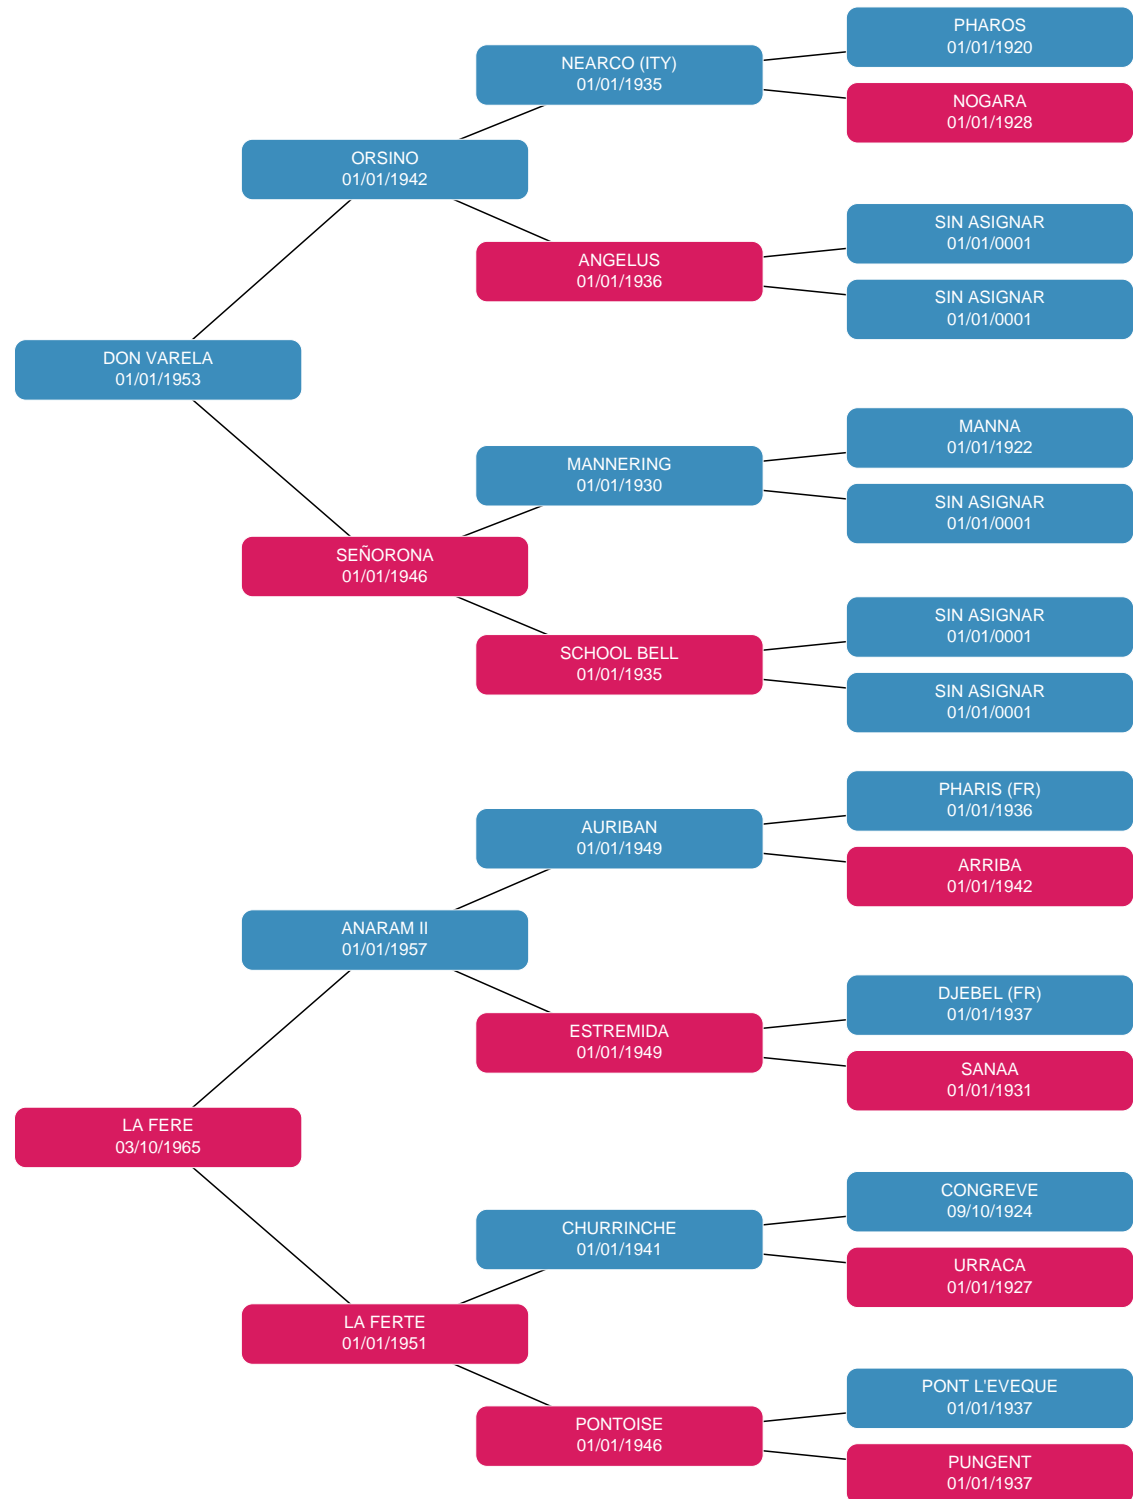 PHAROS
01/01/1920
NEARCO (ITY)
01/01/1935
NOGARA
01/01/1928
ORSINO
01/01/1942
SIN ASIGNAR
01/01/0001
ANGELUS
01/01/1936
SIN ASIGNAR
01/01/0001
DON VARELA
01/01/1953
MANNA
01/01/1922
MANNERING
01/01/1930
SIN ASIGNAR
01/01/0001
SEÑORONA
01/01/1946
SIN ASIGNAR
01/01/0001
SCHOOL BELL
01/01/1935
SIN ASIGNAR
01/01/0001
PHARIS (FR)
01/01/1936
AURIBAN
01/01/1949
ARRIBA
01/01/1942
ANARAM II
01/01/1957
DJEBEL (FR)
01/01/1937
ESTREMIDA
01/01/1949
SANAA
01/01/1931
LA FERE
03/10/1965
CONGREVE
09/10/1924
CHURRINCHE
01/01/1941
URRACA
01/01/1927
LA FERTE
01/01/1951
PONT L'EVEQUE
01/01/1937
PONTOISE
01/01/1946
PUNGENT
01/01/1937